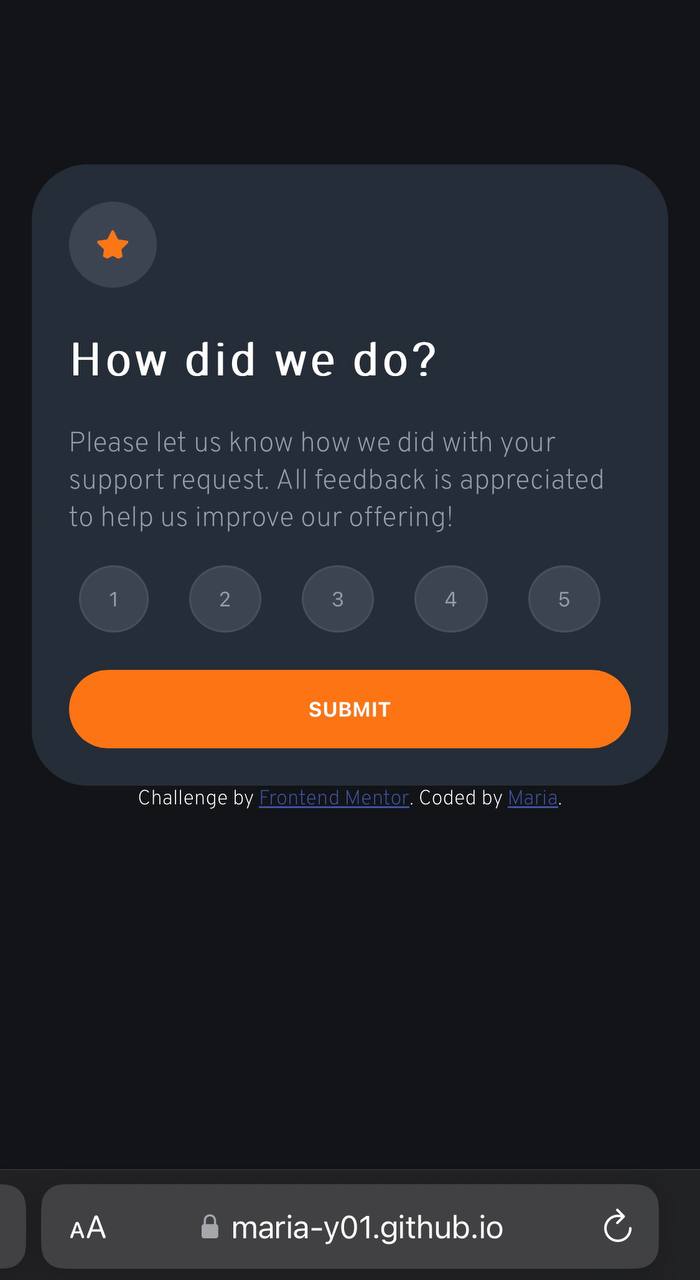 How did we do?
Please let us know how we did with your
support request. All feedback is appreciated
to help us improve our offering!
1 2 3 4 5
SUBMIT
Challenge by Frontend Mentor. Coded by Maria.
AA maria-y01.github.io